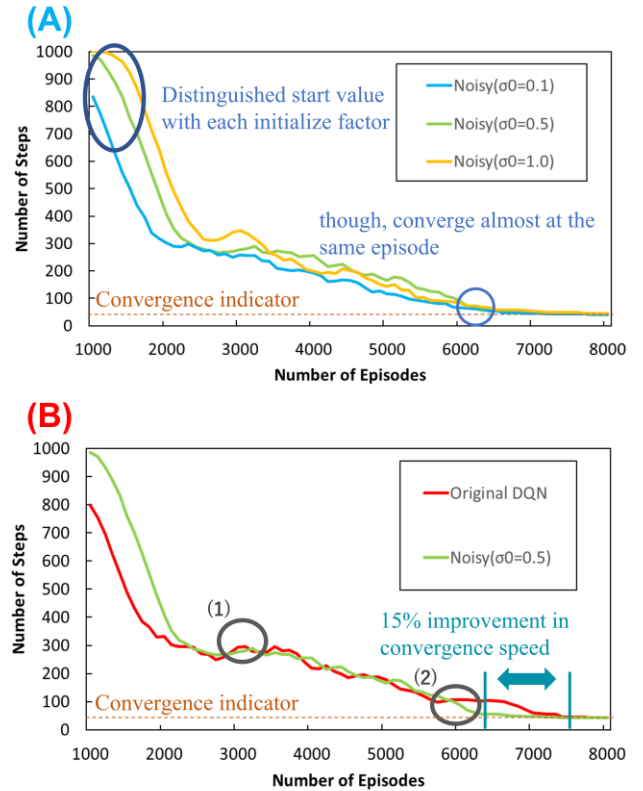 (A)
1000
900
800
700
600
500
400
300
200
100
0
Number of Steps
Noisy(σ0=0.1)
Noisy(σ0=0.5)
Noisy(σ0=1.0)
Distinguished start value
with each initialize factor
though, converge almost at the
same episode
Convergence indicator
1000 2000 3000 4000 5000 6000 7000 8000
Number of Episodes
(B)
1000
900
800
700
600
500
400
300
200
100
0
Number of Steps
Original DQN
Noisy(σ0=0.5)
(1)
(2)
15% improvement in
convergence speed
Convergence indicator
1000 2000 3000 4000 5000 6000 7000 8000
Number of Episodes